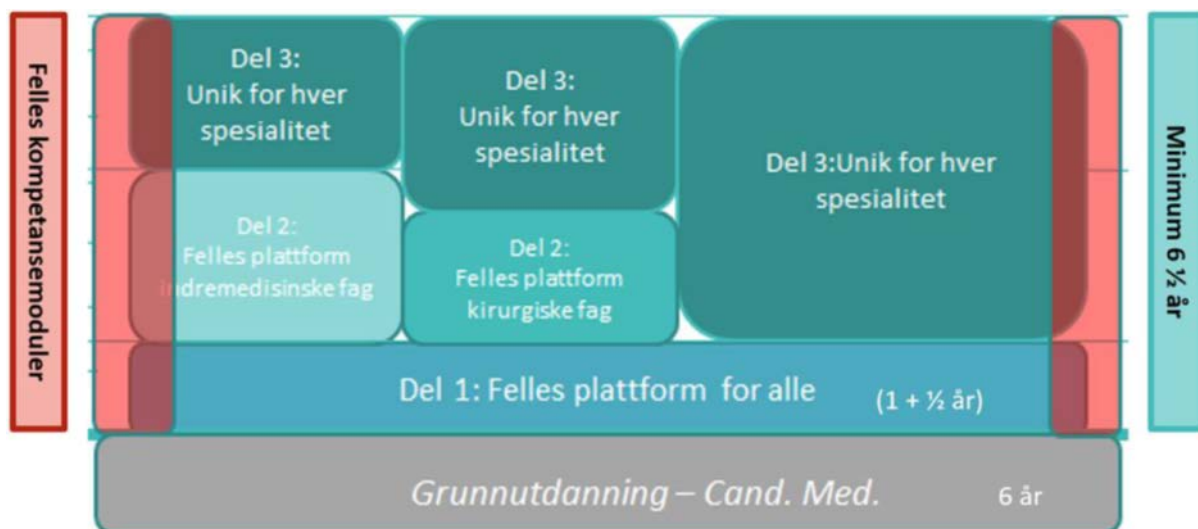 Felles kompetansemoduler
Del 3:
Unik for hver
spesialitet
Del 3:
Unik for hver
spesialitet
Del 3:Unik for hver
spesialitet
Del 2:
Felles plattform
Indremedisinske fag
Del 2:
Felles plattform
kirurgiske fag
Del 1: Felles plattform for alle (1 + ½ år)
Grunnutdanning – Cand. Med. 6 år
Minimum 6 ½ år